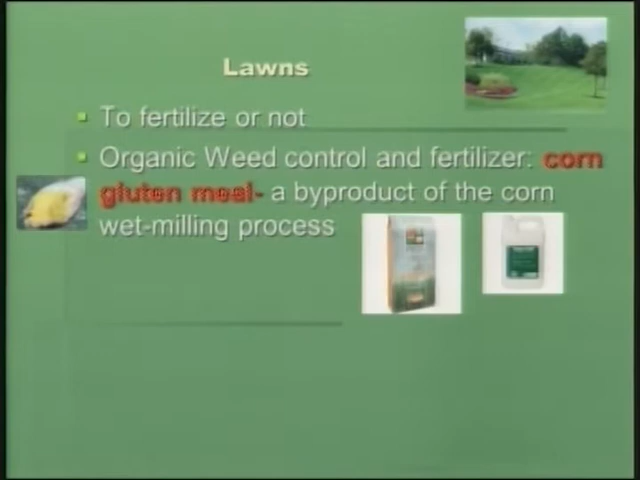 Lawns
To fertilize or not
Organic Weed control and fertilizer: corn
gluten meal- a byproduct of the corn
wet-milling process